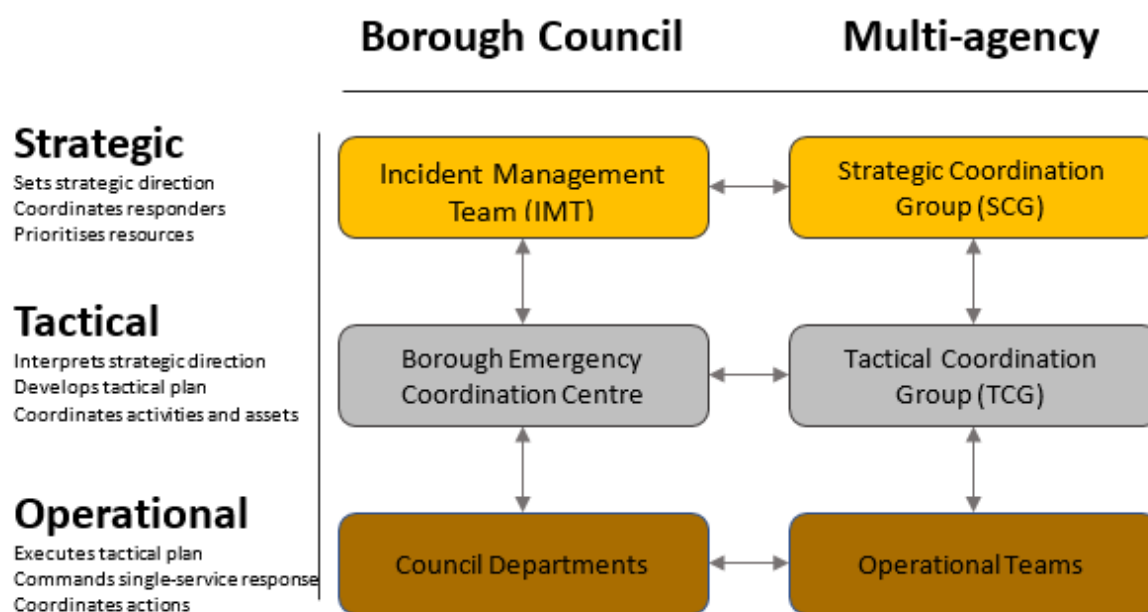 Borough Council
Multi-agency
Strategic
Sets strategic direction
Coordinates responders
Prioritises resources
Incident Management
Team (IMT)
Strategic Coordination
Group (SCG)
Tactical
Interprets strategic direction
Develops tactical plan
Coordinates activities and assets
Borough Emergency
Coordination Centre
Tactical Coordination
Group (TCG)
Operational
Executes tactical plan
Commands single-service response
Coordinates actions
Council Departments
Operational Teams